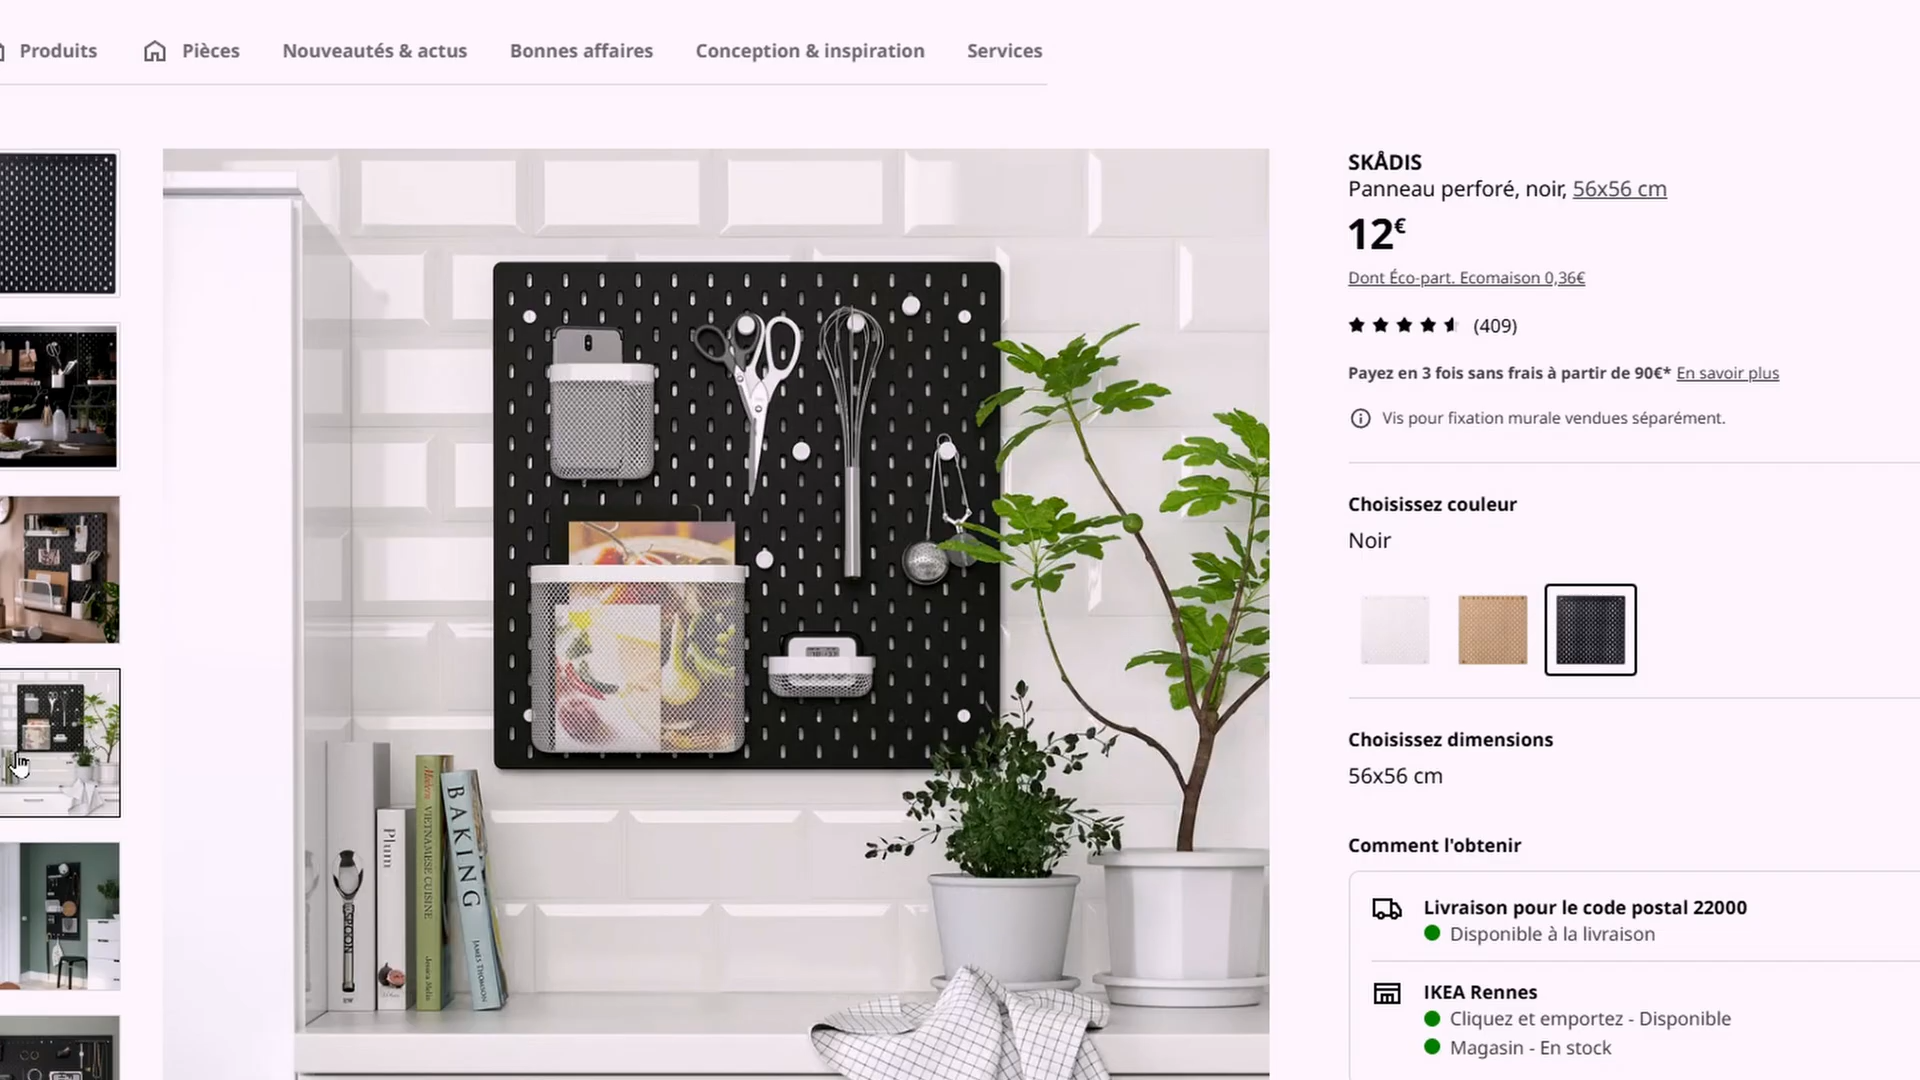 Produits
Pièces
Nouveautés & actus
Bonnes affaires
Conception & inspiration
Services
SKÅDIS
Panneau perforé, noir, 56x56 cm
12€
Dont Éco-part. Ecomaison 0,36€
(409)
Payez en 3 fois sans frais à partir de 90€* En savoir plus
Vis pour fixation murale vendues séparément.
Choisissez couleur
Noir
Choisissez dimensions
56x56 cm
Comment l'obtenir
Livraison pour le code postal 22000
Disponible à la livraison
IKEA Rennes
Cliquez et emportez - Disponible
Magasin - En stock
Plum
VIETNAMESE CUISINE
BAKING
JAMES THOMSON